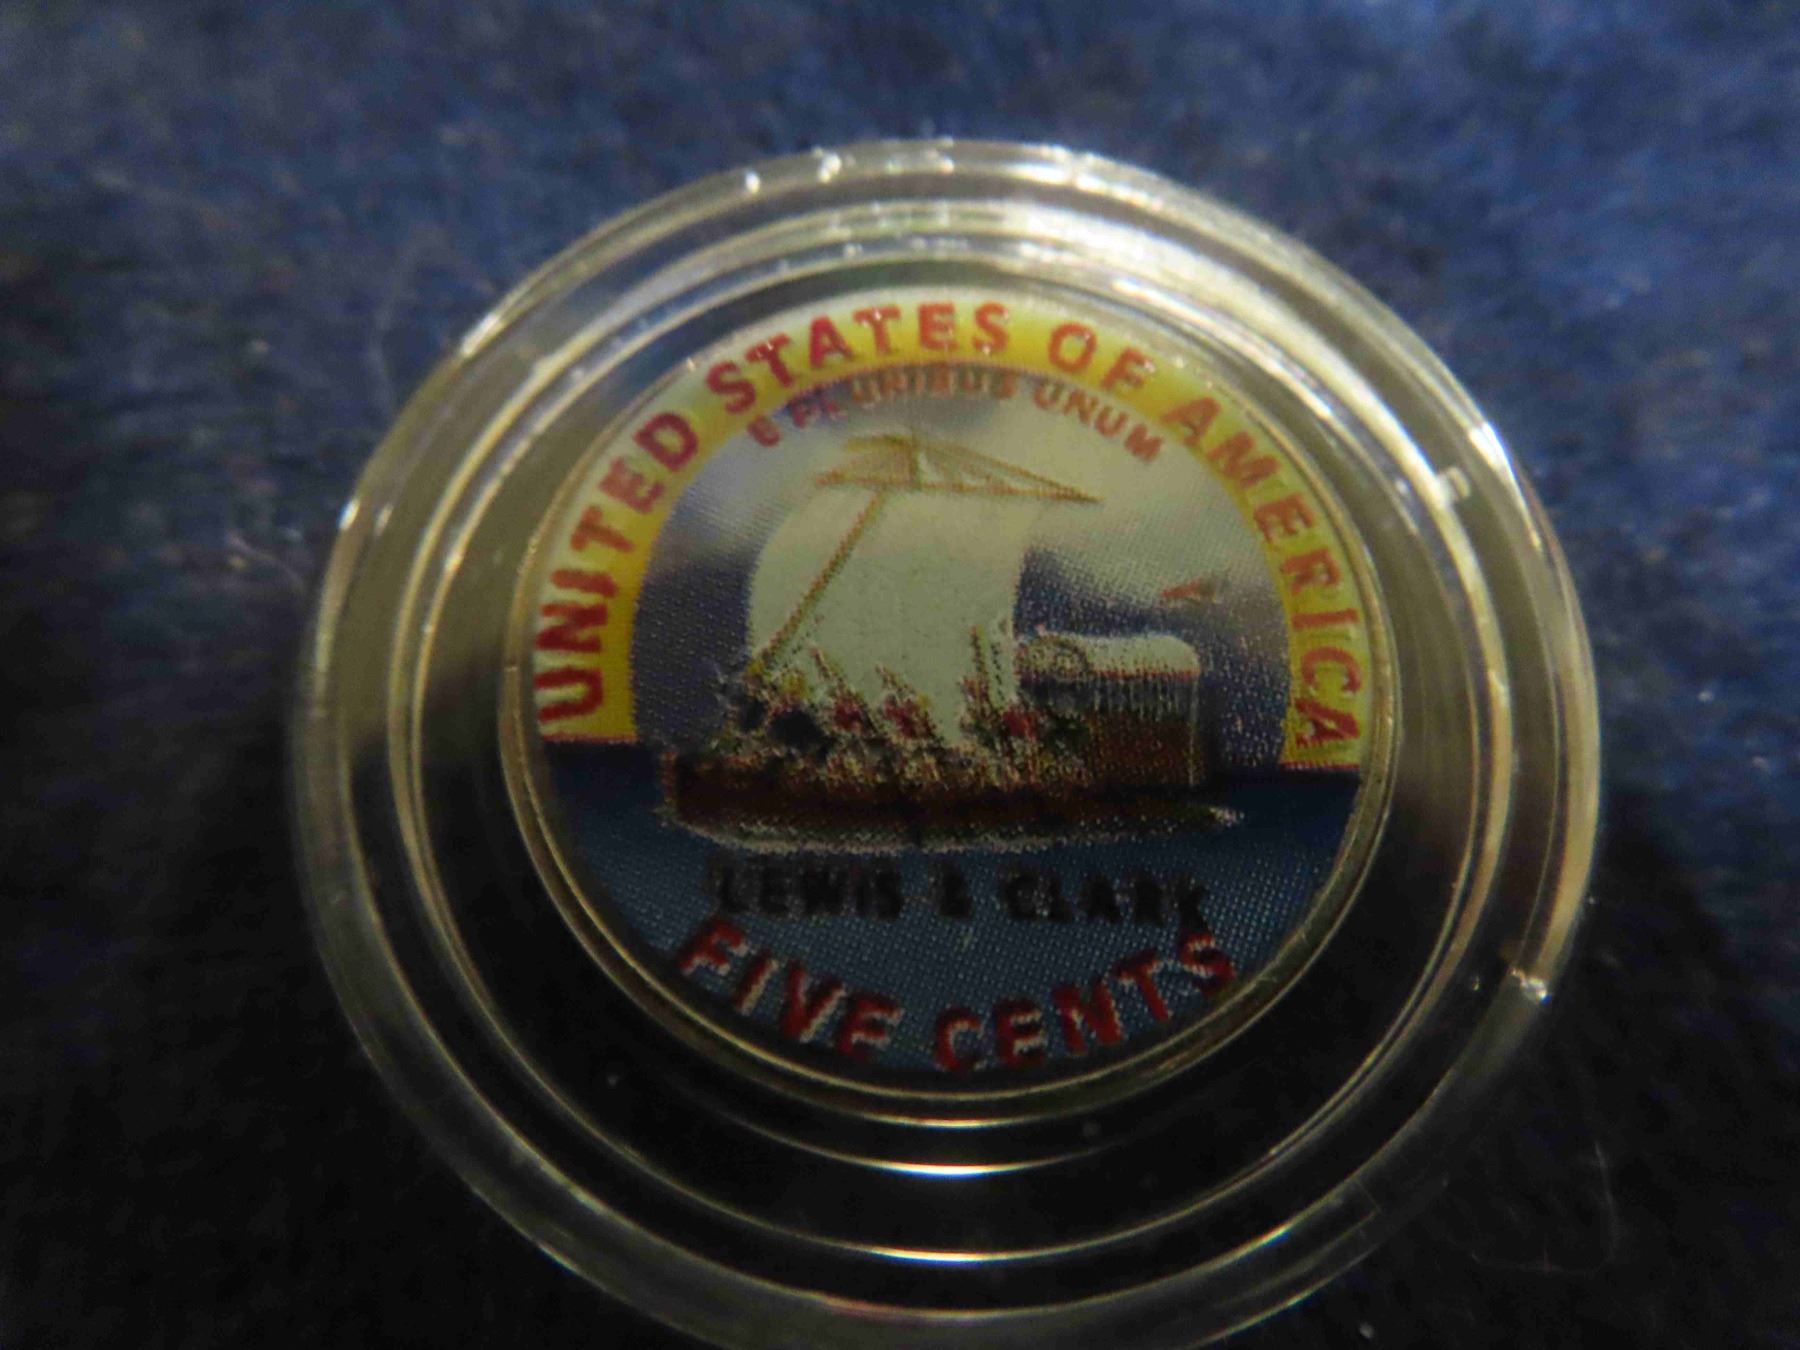 UNITED STATES OF AMERICA
E PLURIBUS UNUM
LEWIS & CLARK
FIVE CENTS